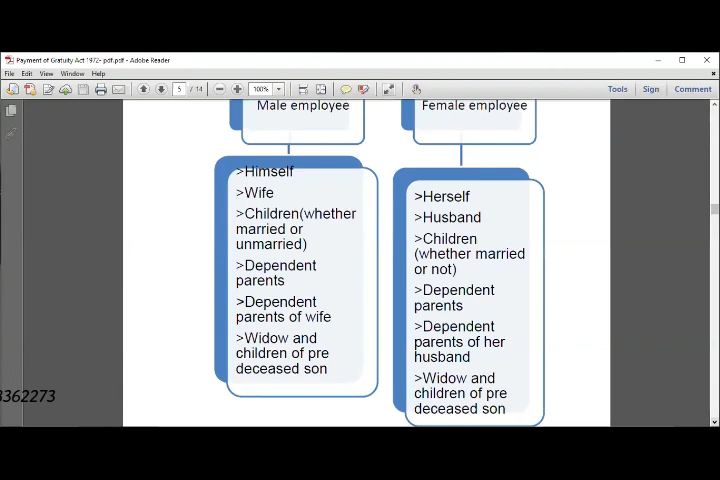 Payment of Gratuity Act 1972- pdf.pdf - Adobe Reader
File Edit View Window Help
5 / 14 100% Tools Sign Comment
Male employee
>Himself
>Wife
>Children(whether
married or
unmarried)
>Dependent
parents
>Dependent
parents of wife
>Widow and
children of pre
deceased son
Female employee
>Herself
>Husband
>Children
(whether married
or not)
>Dependent
parents
>Dependent
parents of her
husband
>Widow and
children of pre
deceased son
3362273